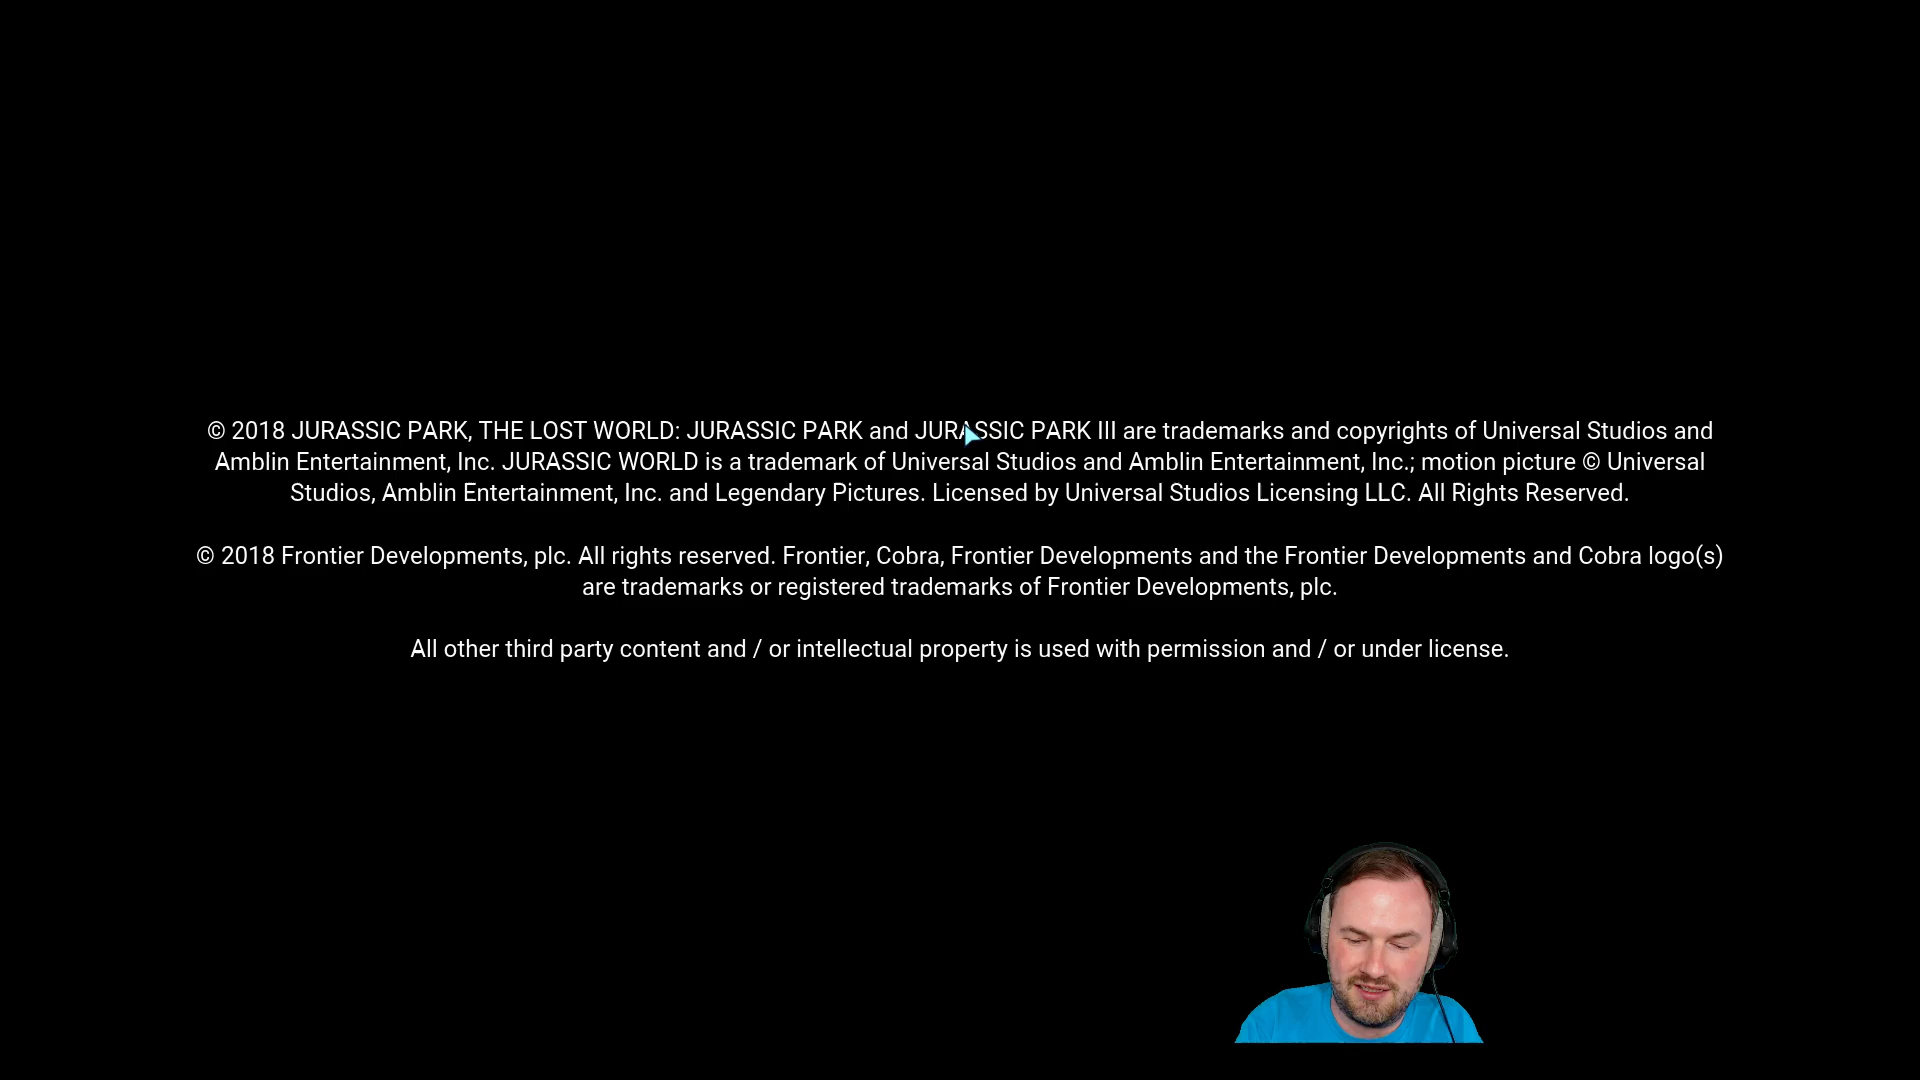 © 2018 JURASSIC PARK, THE LOST WORLD: JURASSIC PARK and JURASSIC PARK III are trademarks and copyrights of Universal Studios and
Amblin Entertainment, Inc. JURASSIC WORLD is a trademark of Universal Studios and Amblin Entertainment, Inc.; motion picture © Universal
Studios, Amblin Entertainment, Inc. and Legendary Pictures. Licensed by Universal Studios Licensing LLC. All Rights Reserved.
© 2018 Frontier Developments, plc. All rights reserved. Frontier, Cobra, Frontier Developments and the Frontier Developments and Cobra logo(s)
are trademarks or registered trademarks of Frontier Developments, plc.
All other third party content and / or intellectual property is used with permission and / or under license.